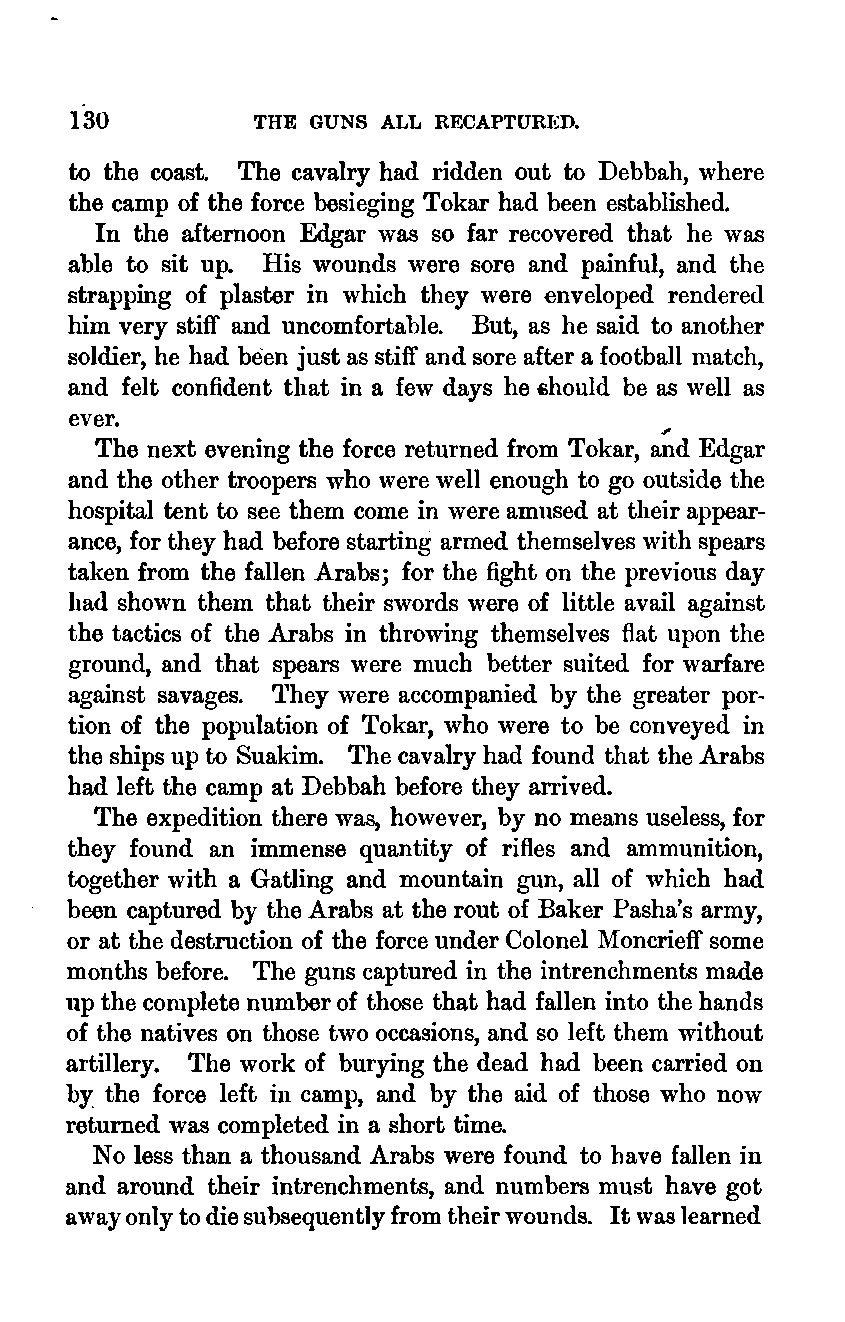 130 THE GUNS ALL RECAPTURED.
to the coast. The cavalry had ridden out to Debbah, where
the camp of the force besieging Tokar had been established.
In the afternoon Edgar was so far recovered that he was
able to sit up. His wounds were sore and painful, and the
strapping of plaster in which they were enveloped rendered
him very stiff and uncomfortable. But, as he said to another
soldier, he had been just as stiff and sore after a football match,
and felt confident that in a few days he should be as well as
ever.
The next evening the force returned from Tokar, and Edgar
and the other troopers who were well enough to go outside the
hospital tent to see them come in were amused at their appear-
ance, for they had before starting armed themselves with spears
taken from the fallen Arabs; for the fight on the previous day
had shown them that their swords were of little avail against
the tactics of the Arabs in throwing themselves flat upon the
ground, and that spears were much better suited for warfare
against savages. They were accompanied by the greater por-
tion of the population of Tokar, who were to be conveyed in
the ships up to Suakim. The cavalry had found that the Arabs
had left the camp at Debbah before they arrived.
The expedition there was, however, by no means useless, for
they found an immense quantity of rifles and ammunition,
together with a Gatling and mountain gun, all of which had
been captured by the Arabs at the rout of Baker Pasha's army,
or at the destruction of the force under Colonel Moncrieff some
months before. The guns captured in the intrenchments made
up the complete number of those that had fallen into the hands
of the natives on those two occasions, and so left them without
artillery. The work of burying the dead had been carried on
by the force left in camp, and by the aid of those who now
returned was completed in a short time.
No less than a thousand Arabs were found to have fallen in
and around their intrenchments, and numbers must have got
away only to die subsequently from their wounds. It was learned